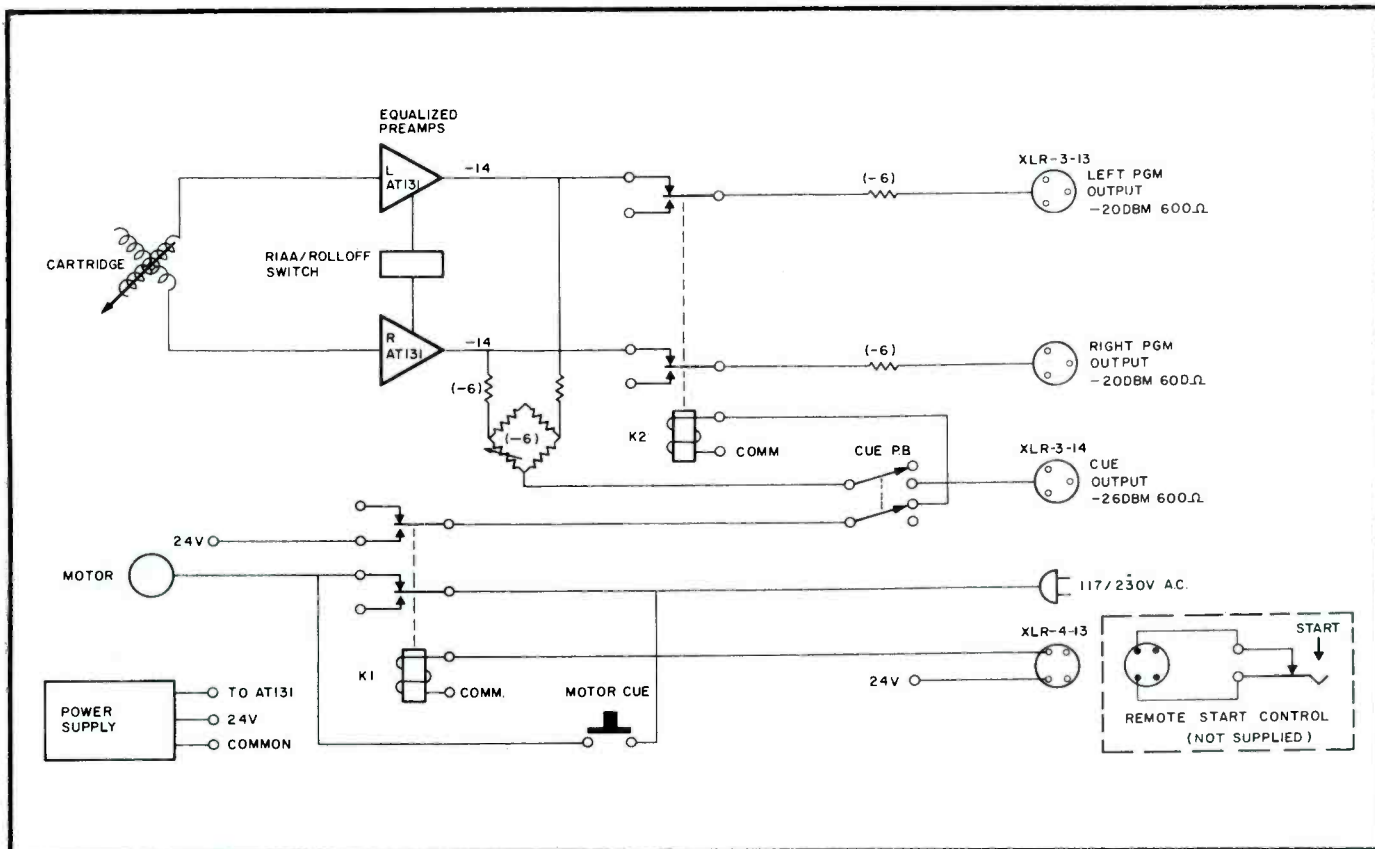 EQUALIZED
PREAMPS
L
AT131
-14
CARTRIDGE
RIAA/ROLLOFF
SWITCH
R
AT131
-14
(-6)
(-6)
(-6)
XLR-3-13
LEFT PGM
OUTPUT
-20DBM 600Ω
(-6)
RIGHT PGM
OUTPUT
-20DBM 600Ω
K2
COMM
CUE P.B.
XLR-3-14
CUE
OUTPUT
-26DBM 600Ω
24V
MOTOR
117/230V A.C.
K1
COMM.
MOTOR CUE
XLR-4-13
24V
START
REMOTE START CONTROL
(NOT SUPPLIED)
POWER
SUPPLY
TO AT131
24V
COMMON